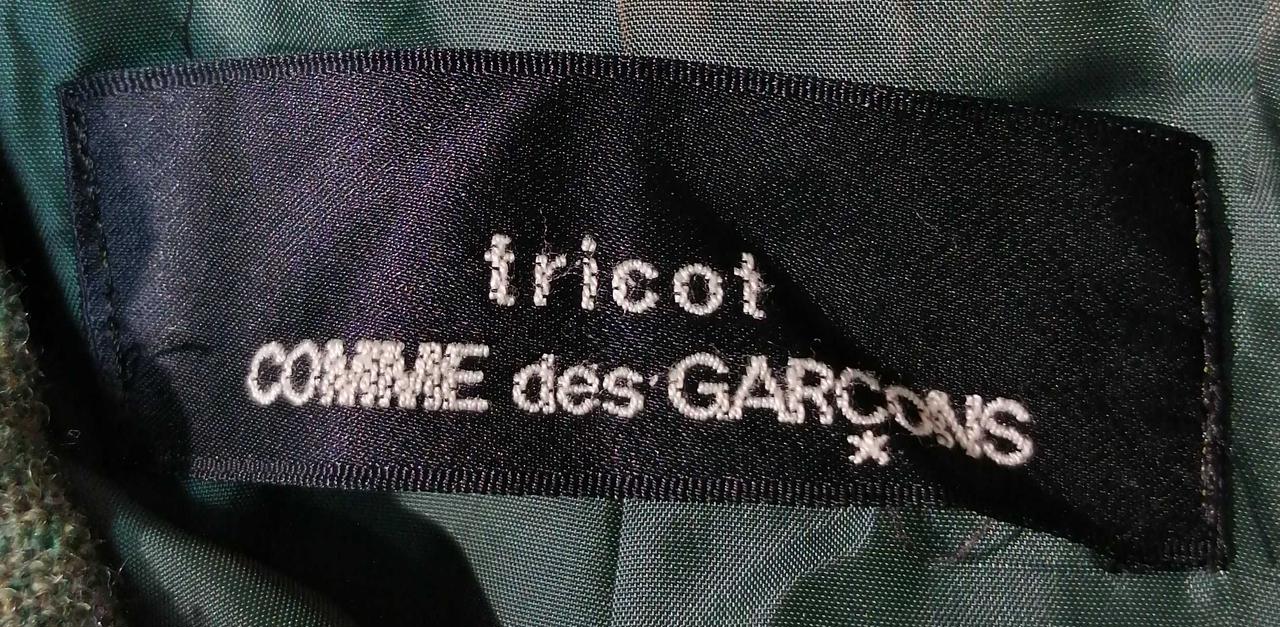 tricot
COMME des GARCONS
*